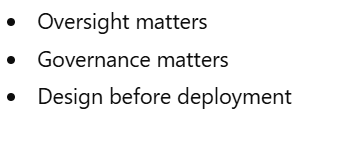 • Oversight matters
• Governance matters
• Design before deployment